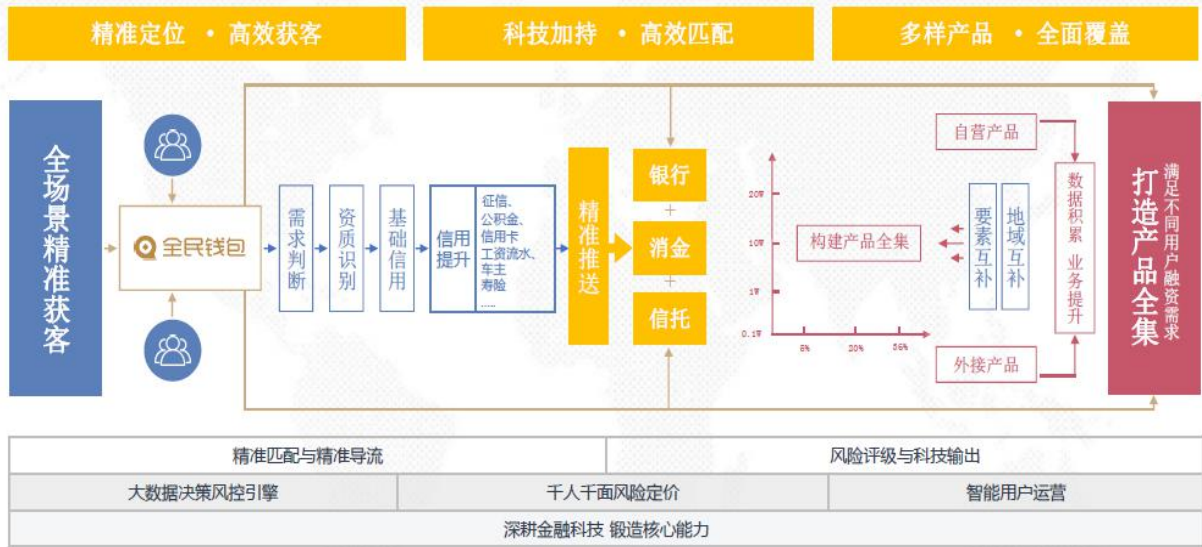 精准定位 · 高效获客
科技加持 · 高效匹配
多样产品 · 全面覆盖
全场景精准获客
全民钱包
需求判断
资质识别
基础信用
信用
提升
征信、
公积金、
信用卡
工资流水、
车主
寿险
.....
精准推送
银行
+
消金
+
信托
20W
10W
1W
0.1W
5%
20%
36%
构建产品全集
要素互补
地域互补
自营产品
数据积累 业务提升
外接产品
打造产品全集
满足不同用户融资需求
精准匹配与精准导流
风险评级与科技输出
大数据决策风控引擎
千人千面风险定价
智能用户运营
深耕金融科技 锻造核心能力